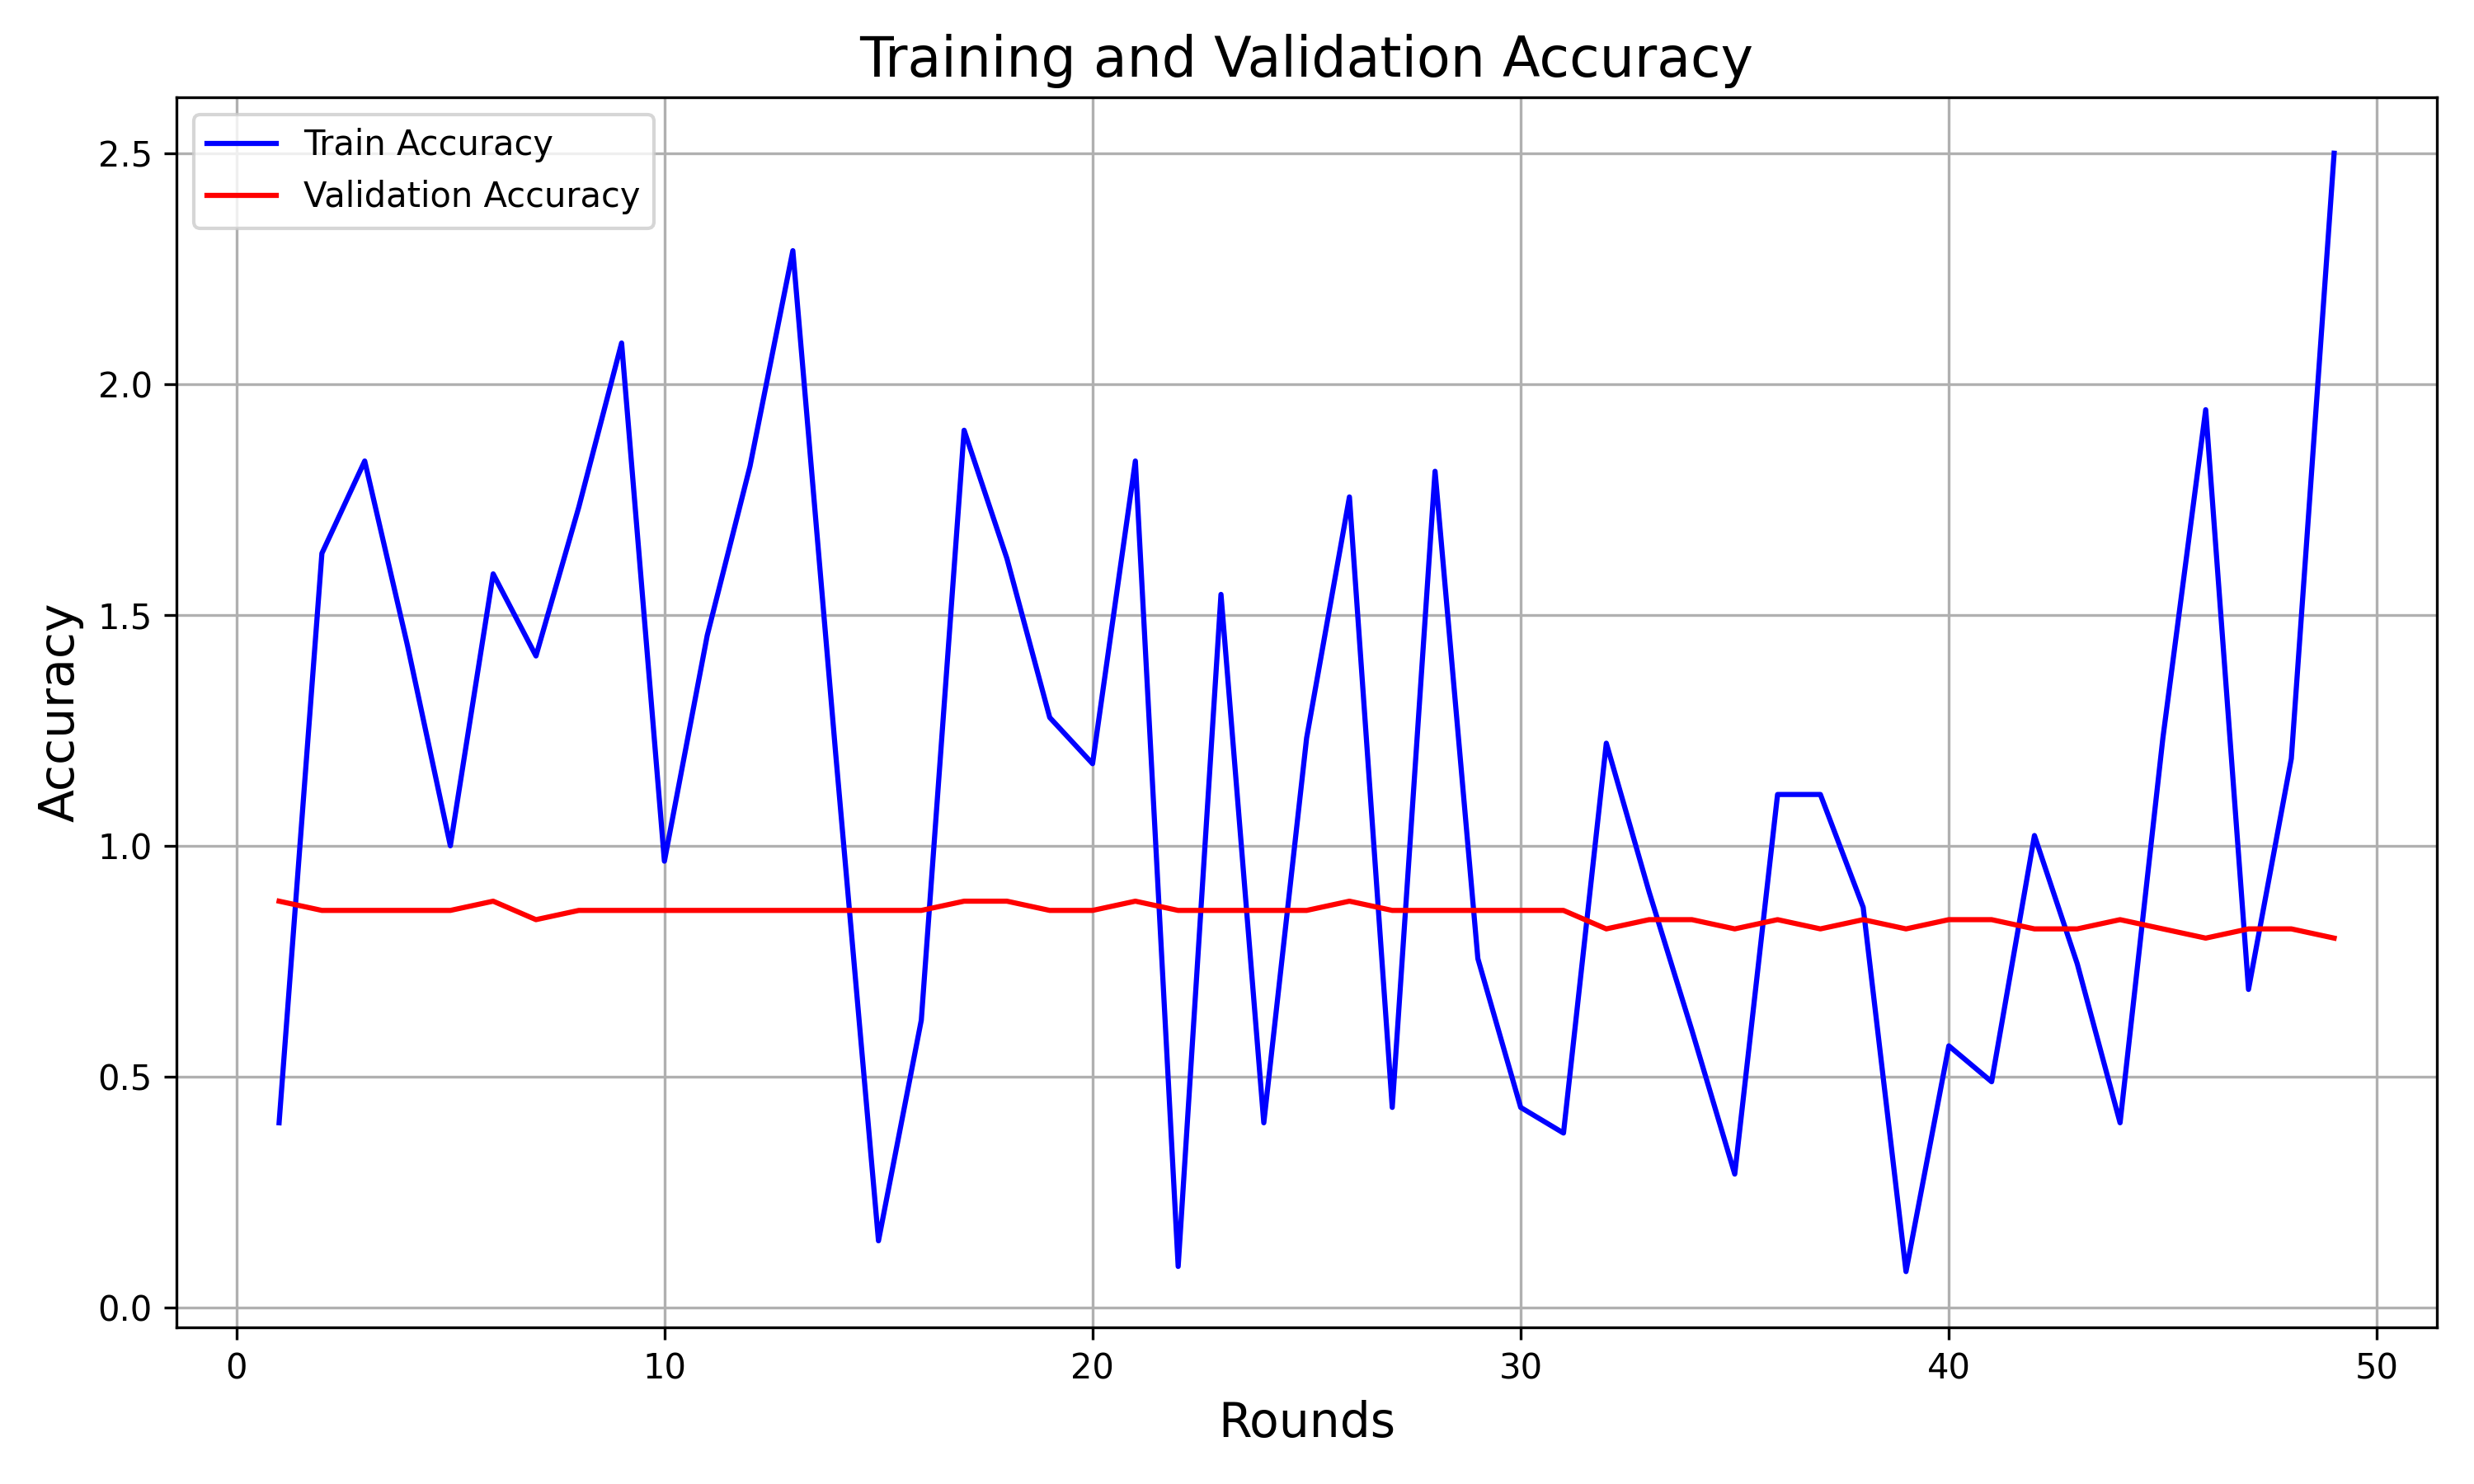 Training and Validation Accuracy
Train Accuracy
Validation Accuracy
2.5
2.0
1.5
1.0
0.5
0.0
Accuracy
0 10 20 30 40 50
Rounds